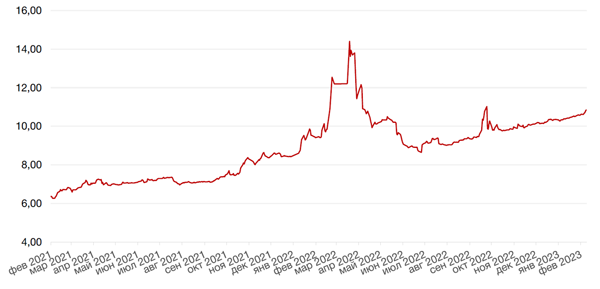 16,00
14,00
12,00
10,00
8,00
6,00
4,00
фев 2021
мар 2021
апр 2021
май 2021
июн 2021
июл 2021
авг 2021
сен 2021
окт 2021
ноя 2021
дек 2021
янв 2022
фев 2022
мар 2022
апр 2022
май 2022
июн 2022
июл 2022
авг 2022
сен 2022
окт 2022
ноя 2022
дек 2022
янв 2023
фев 2023